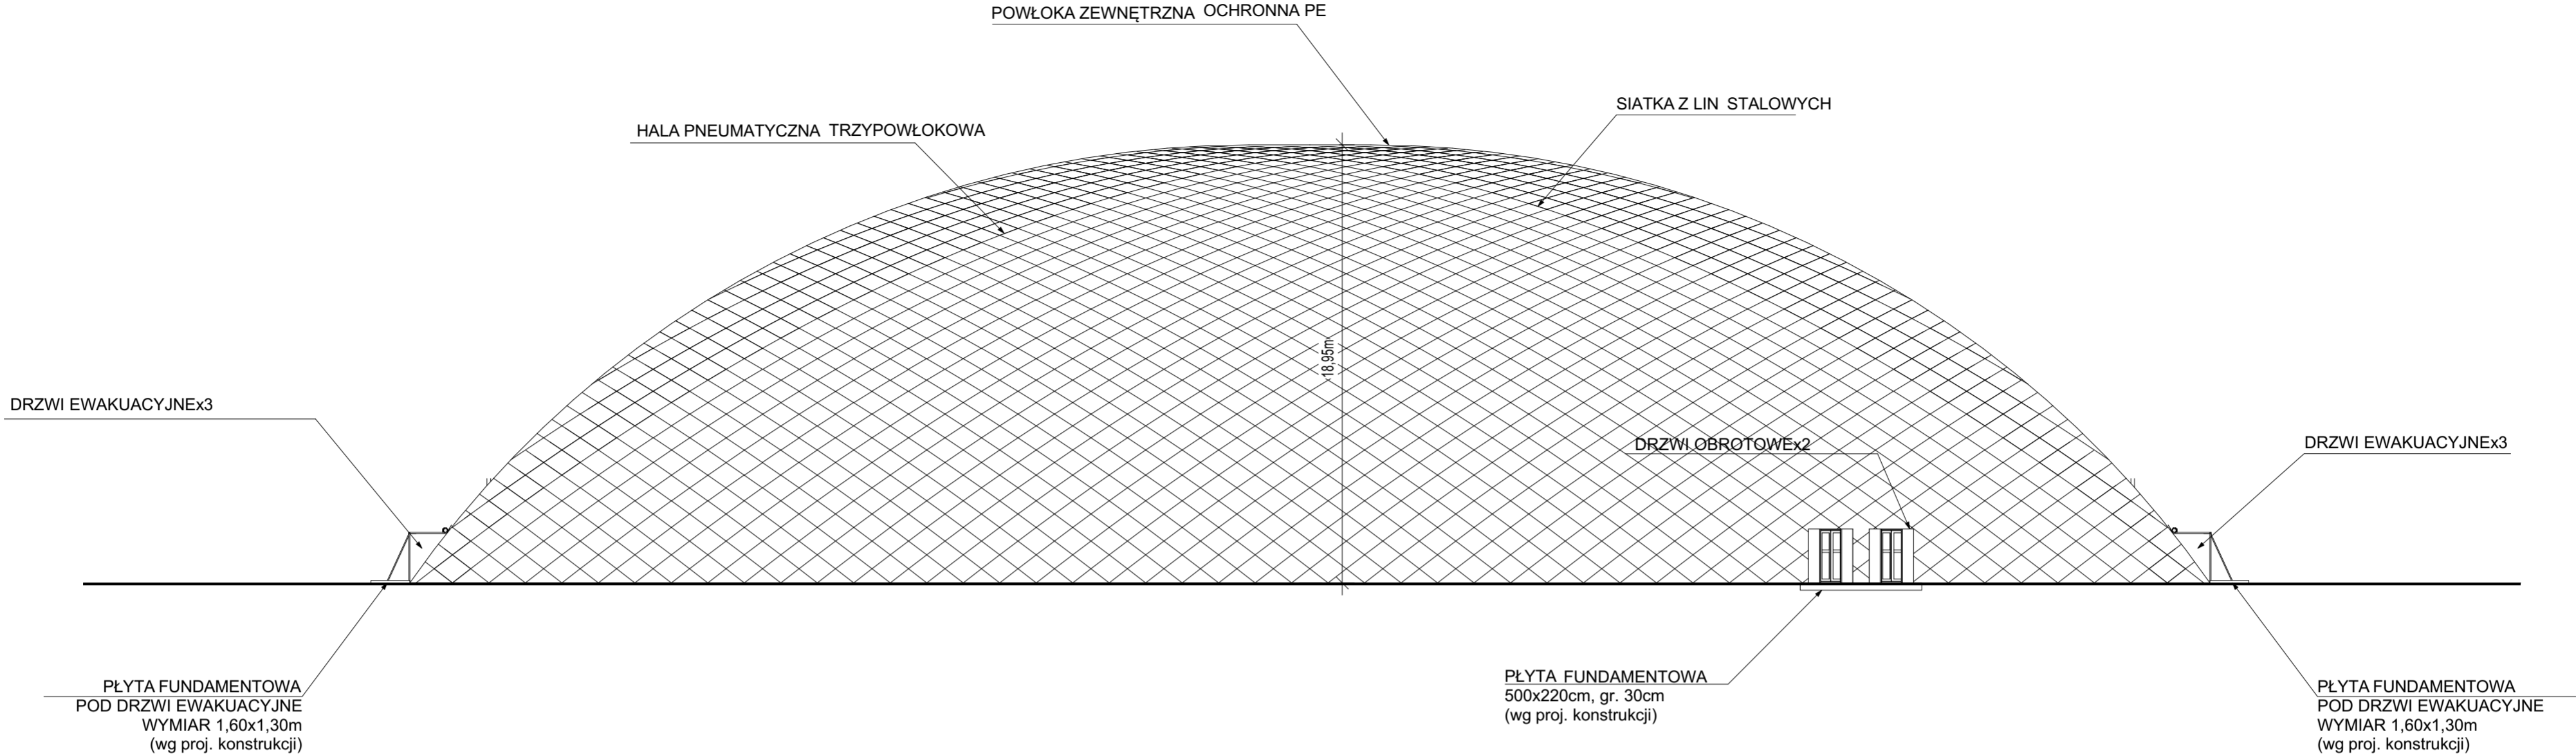 POWŁOKA ZEWNĘTRZNA OCHRONNA PE
SIATKA Z LIN STALOWYCH
HALA PNEUMATYCZNA TRZYPOWŁOKOWA
18,95m
DRZWI EWAKUACYJNEx3
DRZWI OBROTOWEx2
DRZWI EWAKUACYJNEx3
PŁYTA FUNDAMENTOWA
POD DRZWI EWAKUACYJNE
WYMIAR 1,60x1,30m
(wg proj. konstrukcji)
PŁYTA FUNDAMENTOWA
500x220cm, gr. 30cm
(wg proj. konstrukcji)
PŁYTA FUNDAMENTOWA
POD DRZWI EWAKUACYJNE
WYMIAR 1,60x1,30m
(wg proj. konstrukcji)